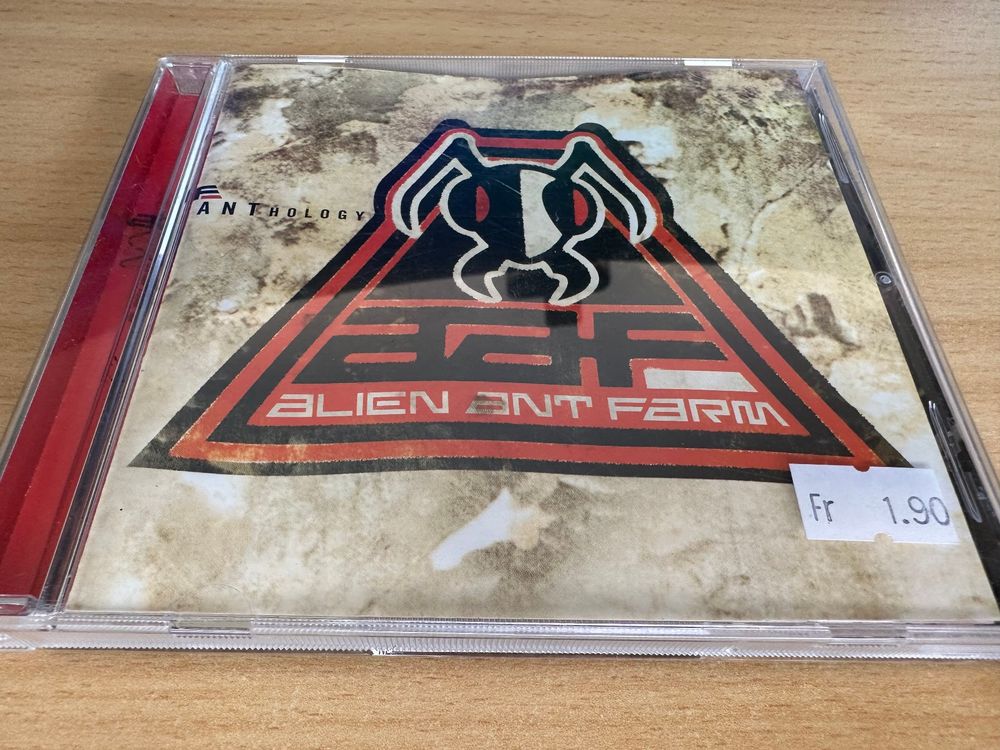 ANTHOLOGY
aaF
ALIEN ANT FARM
Fr 1.90